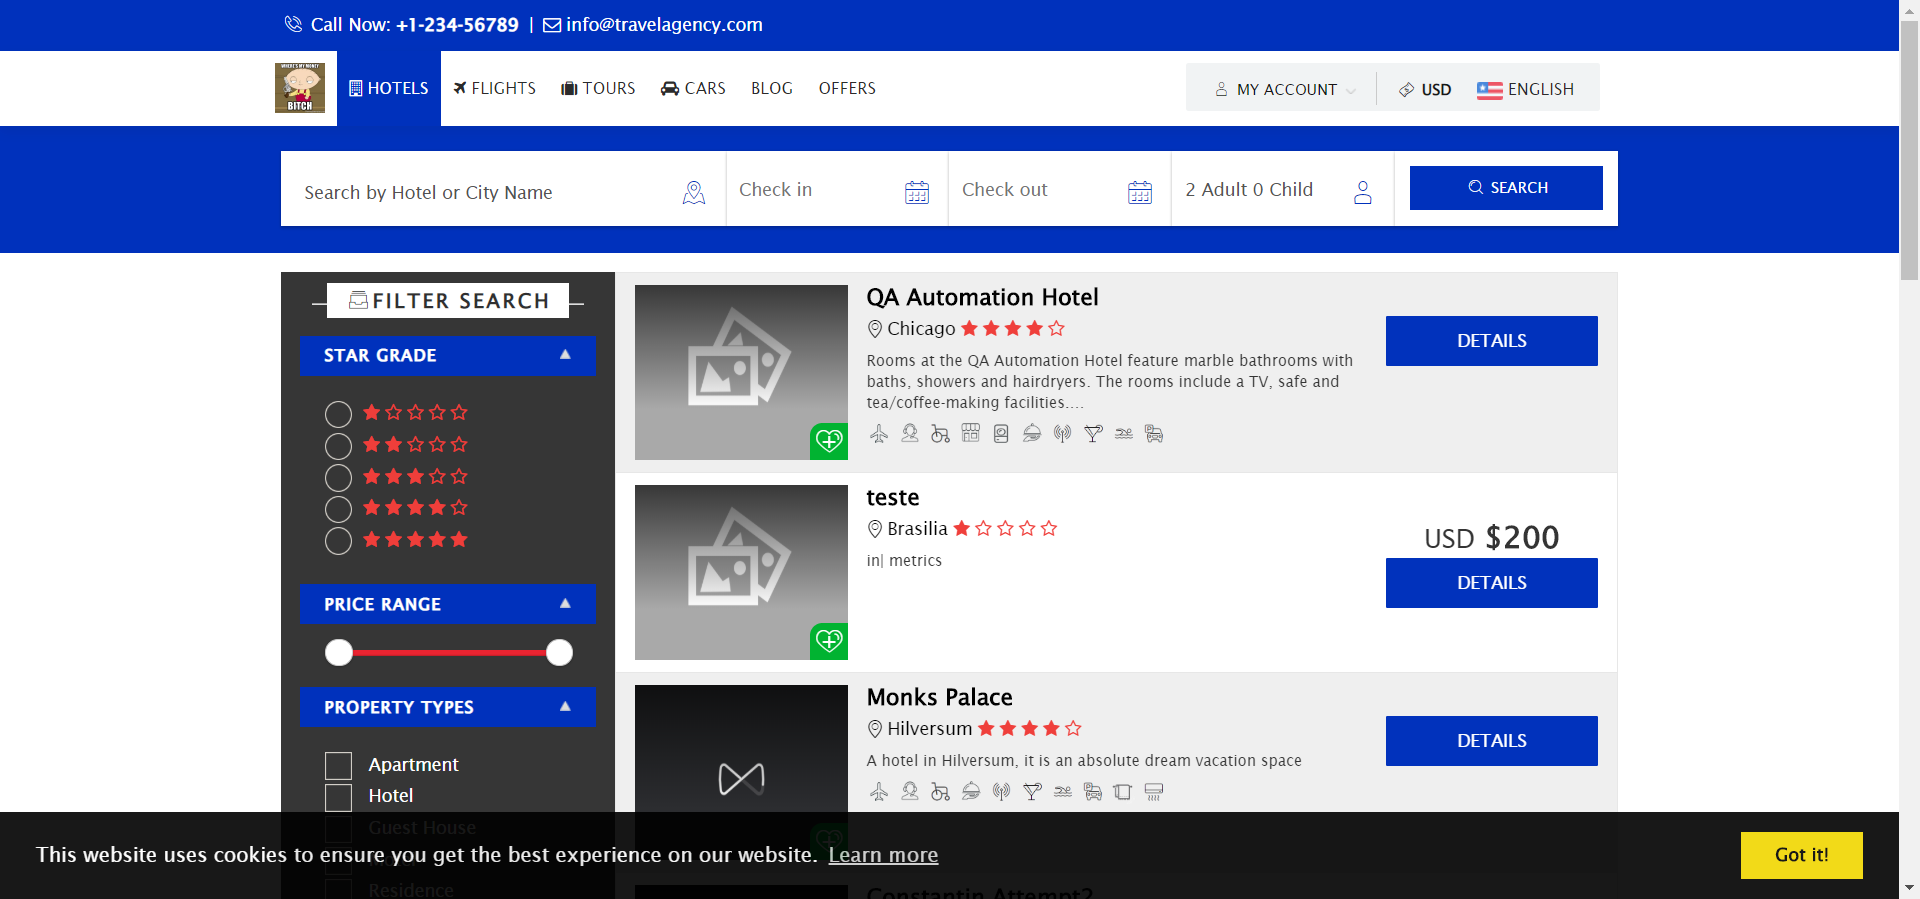 Call Now: +1-234-56789 | info@travelagency.com
WHERE'S MY MONEY
BITCH
HOTELS FLIGHTS TOURS CARS BLOG OFFERS MY ACCOUNT USD ENGLISH
Search by Hotel or City Name Check in Check out 2 Adult 0 Child SEARCH
FILTER SEARCH
STAR GRADE
PRICE RANGE
PROPERTY TYPES
Apartment
Hotel
Guest House
Residence
QA Automation Hotel
Chicago
Rooms at the QA Automation Hotel feature marble bathrooms with
baths, showers and hairdryers. The rooms include a TV, safe and
tea/coffee-making facilities....
DETAILS
teste
Brasilia
in| metrics
USD $200
DETAILS
Monks Palace
Hilversum
A hotel in Hilversum, it is an absolute dream vacation space
DETAILS
Constantin Attempt2
This website uses cookies to ensure you get the best experience on our website. Learn more
Got it!